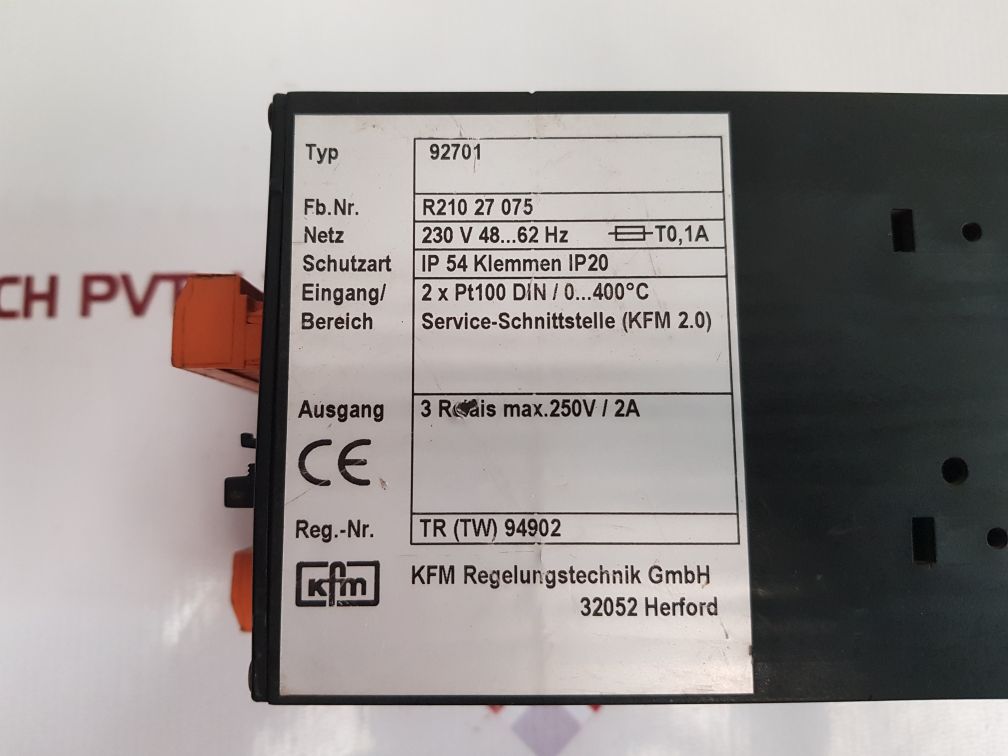 Typ 92701
Fb.Nr. R210 27 075
Netz 230 V 48...62 Hz T0,1A
Schutzart IP 54 Klemmen IP20
Eingang/ 2 x Pt100 DIN / 0...400°C
Bereich Service-Schnittstelle (KFM 2.0)
Ausgang 3 Relais max.250V / 2A
CE
Reg.-Nr. TR (TW) 94902
kfm KFM Regelungstechnik GmbH
32052 Herford
CH PVT